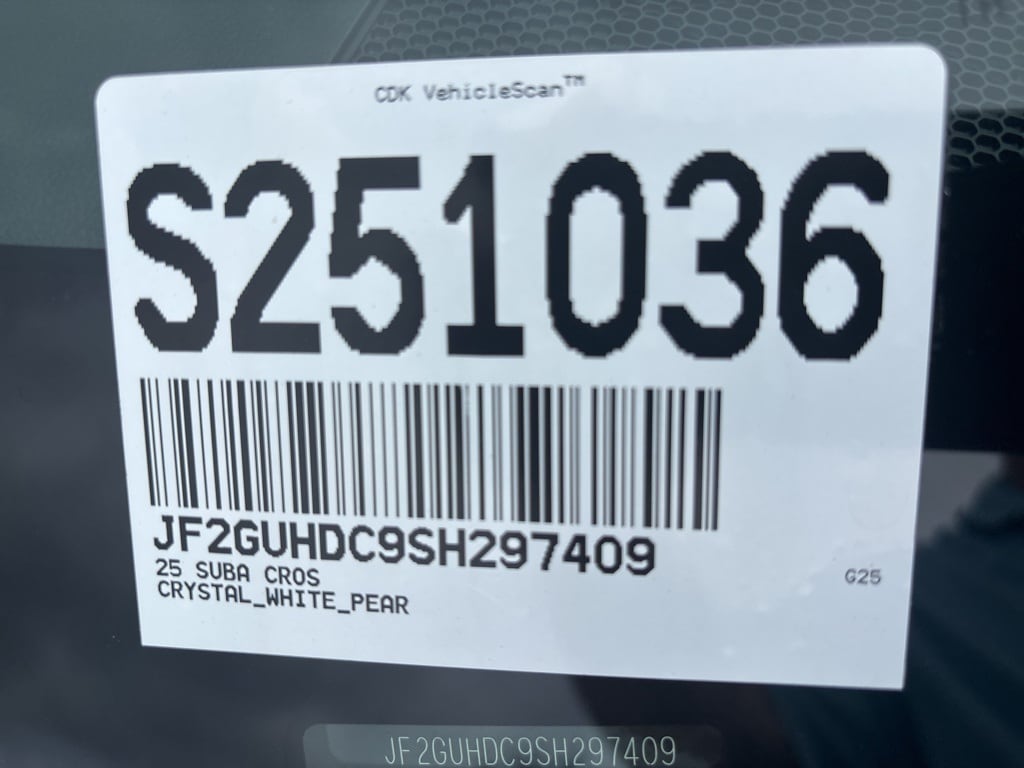 CDK VehicleScan™
S251036
JF2GUHDC9SH297409
25 SUBA CROS
CRYSTAL_WHITE_PEAR
G25
JF2GUHDC9SH297409